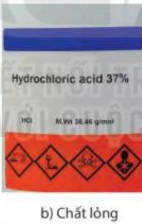 Hydrochloric acid 37%
HCl M.Wt 36.46 g/mol
b) Chất lỏng